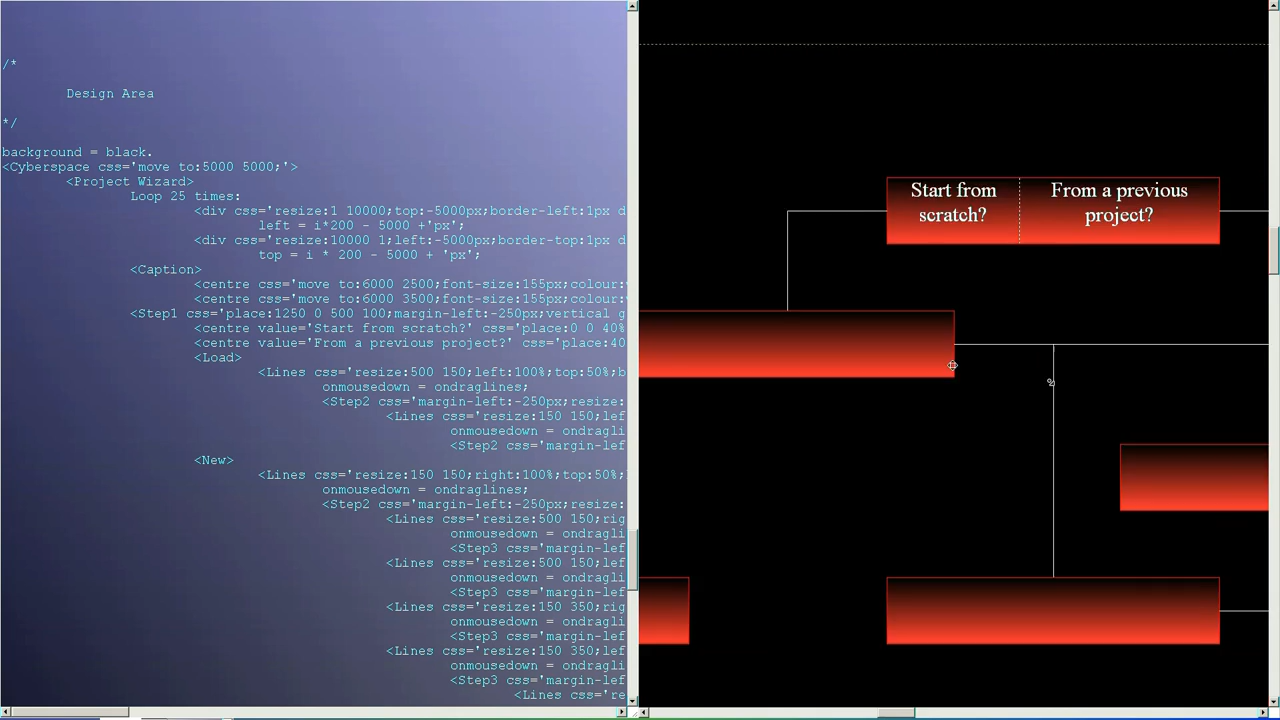 /*
Design Area
*/
background = black.
<Cyberspace css='move to:5000 5000;'>
<Project Wizard>
Loop 25 times:
<div css='resize:1 10000;top:-5000px;border-left:1px d
left = i*200 - 5000 +'px';
<div css='resize:10000 1;left:-5000px;border-top:1px d
top = i * 200 - 5000 + 'px';
<Caption>
<centre css='move to:6000 2500;font-size:155px;colour:
<centre css='move to:6000 3500;font-size:155px;colour:
<Step1 css='place:1250 0 500 100;margin-left:-250px;vertical g
<centre value='Start from scratch?' css='place:0 0 40%
<centre value='From a previous project?' css='place:40
<Load>
<Lines css='resize:500 150;left:100%;top:50%;b
onmousedown = ondraglines;
<Step2 css='margin-left:-250px;resize:
<Lines css='resize:150 150;lef
onmousedown = ondragli
<Step2 css='margin-lef
<New>
<Lines css='resize:150 150;right:100%;top:50%;
onmousedown = ondraglines;
<Step2 css='margin-left:-250px;resize:
<Lines css='resize:500 150;rig
onmousedown = ondragli
<Step3 css='margin-lef
<Lines css='resize:500 150;lef
onmousedown = ondragli
<Step3 css='margin-lef
<Lines css='resize:150 350;rig
onmousedown = ondragli
<Step3 css='margin-lef
<Lines css='resize:150 350;lef
onmousedown = ondragli
<Step3 css='margin-lef
<Lines css='re
Start from
scratch?
From a previous
project?